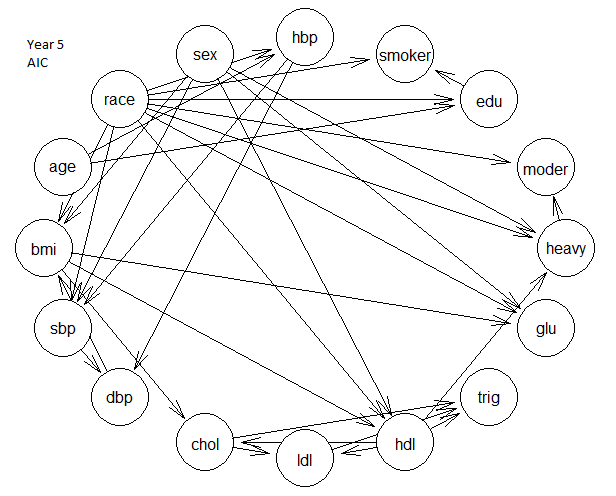 Year 5
AIC
hbp
sex
smoker
race
edu
age
moder
bmi
heavy
sbp
glu
dbp
trig
chol
hdl
ldl